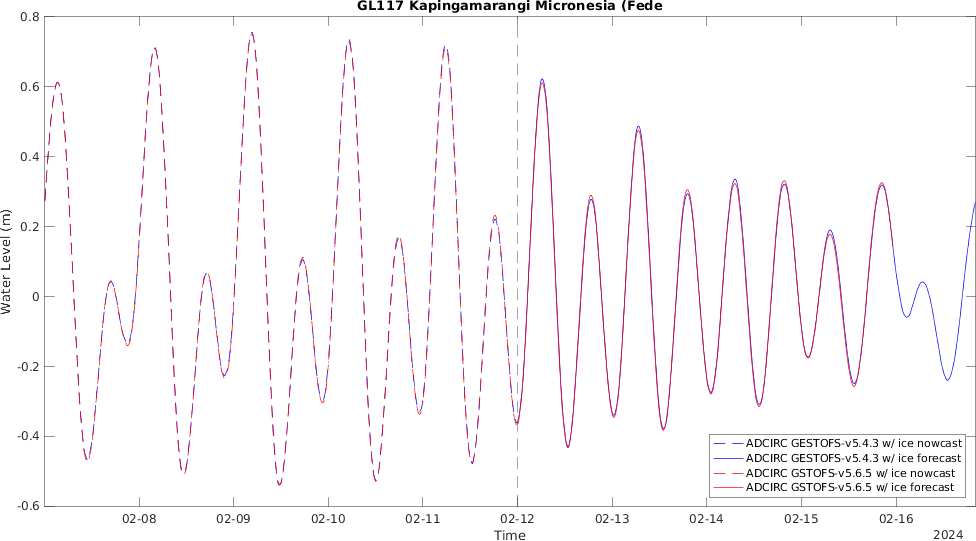 GL117 Kapingamarangi Micronesia (Fede
0.8
0.6
0.4
0.2
0
-0.2
-0.4
-0.6
Water Level (m)
02-08 02-09 02-10 02-11 02-12 02-13 02-14 02-15 02-16
Time
2024
ADCIRC GESTOFS-v5.4.3 w/ ice nowcast
ADCIRC GESTOFS-v5.4.3 w/ ice forecast
ADCIRC GSTOFS-v5.6.5 w/ ice nowcast
ADCIRC GSTOFS-v5.6.5 w/ ice forecast